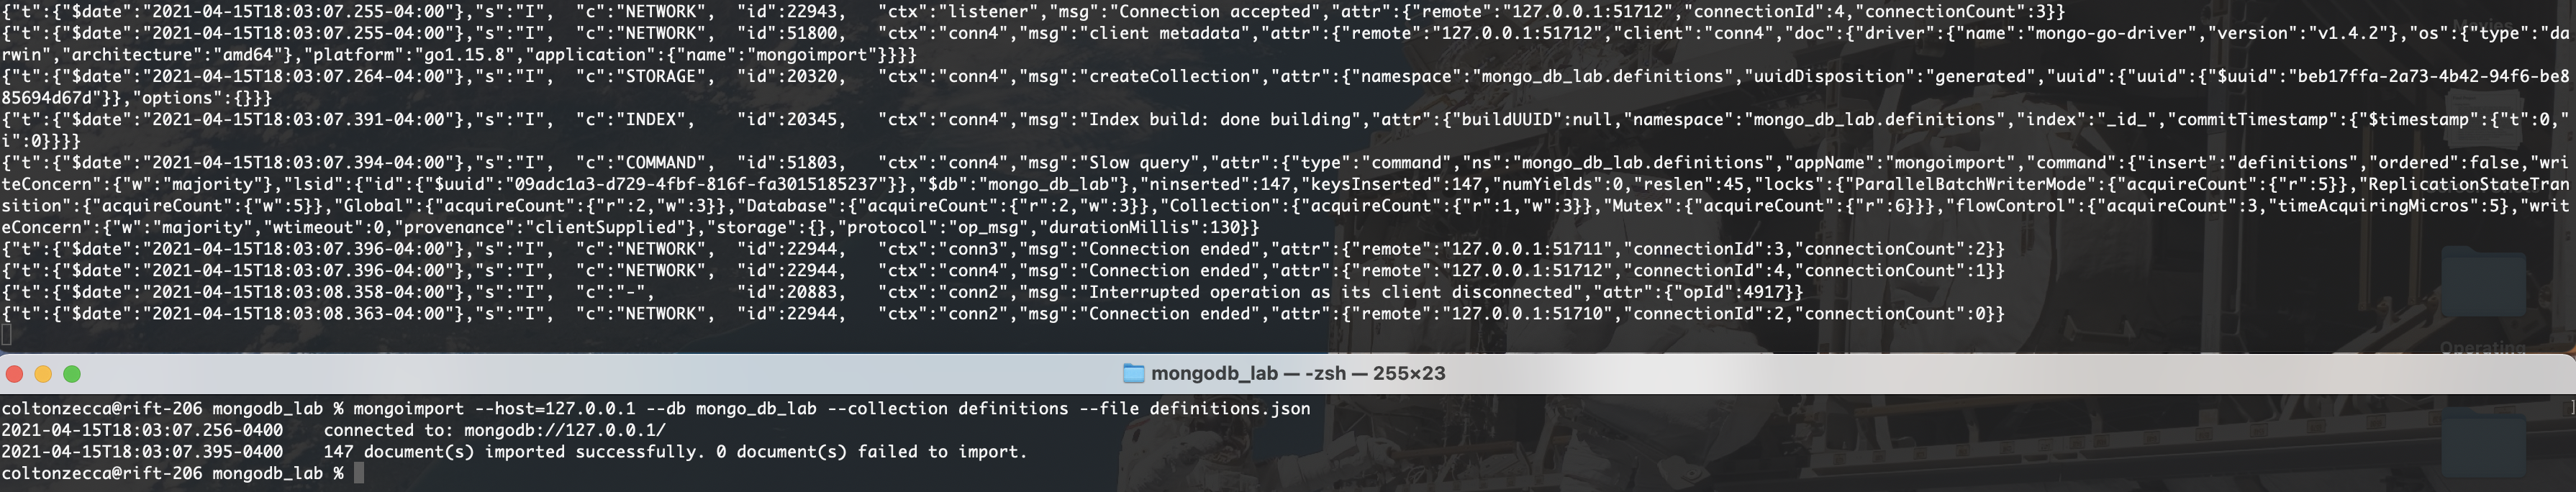 {"t":{"$date":"2021-04-15T18:03:07.255-04:00"},"s":"I",  "c":"NETWORK",  "id":22943,   "ctx":"listener","msg":"Connection accepted","attr":{"remote":"127.0.0.1:51712","connectionId":4,"connectionCount":3}}
{"t":{"$date":"2021-04-15T18:03:07.255-04:00"},"s":"I",  "c":"NETWORK",  "id":51800,   "ctx":"conn4","msg":"client metadata","attr":{"remote":"127.0.0.1:51712","client":"conn4","doc":{"driver":{"name":"mongo-go-driver","version":"v1.4.2"},"os":{"type":"da
rwin","architecture":"amd64"},"platform":"go1.15.8","application":{"name":"mongoimport"}}}}
{"t":{"$date":"2021-04-15T18:03:07.264-04:00"},"s":"I",  "c":"STORAGE",  "id":20320,   "ctx":"conn4","msg":"createCollection","attr":{"namespace":"mongo_db_lab.definitions","uuidDisposition":"generated","uuid":{"uuid":{"$uuid":"beb17ffa-2a73-4b42-94f6-be8
85694d67d"}},"options":{}}}
{"t":{"$date":"2021-04-15T18:03:07.391-04:00"},"s":"I",  "c":"INDEX",    "id":20345,   "ctx":"conn4","msg":"Index build: done building","attr":{"buildUUID":null,"namespace":"mongo_db_lab.definitions","index":"_id_","commitTimestamp":{"$timestamp":{"t":0,"
i":0}}}}
{"t":{"$date":"2021-04-15T18:03:07.394-04:00"},"s":"I",  "c":"COMMAND",  "id":51803,   "ctx":"conn4","msg":"Slow query","attr":{"type":"command","ns":"mongo_db_lab.definitions","appName":"mongoimport","command":{"insert":"definitions","ordered":false,"wri
teConcern":{"w":"majority"},"lsid":{"id":{"$uuid":"09adc1a3-d729-4fbf-816f-fa3015185237"}},"$db":"mongo_db_lab"},"ninserted":147,"keysInserted":147,"numYields":0,"reslen":45,"locks":{"ParallelBatchWriterMode":{"acquireCount":{"r":5}},"ReplicationStateTran
sition":{"acquireCount":{"w":5}},"Global":{"acquireCount":{"r":2,"w":3}},"Database":{"acquireCount":{"r":2,"w":3}},"Collection":{"acquireCount":{"r":1,"w":3}},"Mutex":{"acquireCount":{"r":6}}},"flowControl":{"acquireCount":3,"timeAcquiringMicros":5},"writ
eConcern":{"w":"majority","wtimeout":0,"provenance":"clientSupplied"},"storage":{},"protocol":"op_msg","durationMillis":130}}
{"t":{"$date":"2021-04-15T18:03:07.396-04:00"},"s":"I",  "c":"NETWORK",  "id":22944,   "ctx":"conn3","msg":"Connection ended","attr":{"remote":"127.0.0.1:51711","connectionId":3,"connectionCount":2}}
{"t":{"$date":"2021-04-15T18:03:07.396-04:00"},"s":"I",  "c":"NETWORK",  "id":22944,   "ctx":"conn4","msg":"Connection ended","attr":{"remote":"127.0.0.1:51712","connectionId":4,"connectionCount":1}}
{"t":{"$date":"2021-04-15T18:03:08.358-04:00"},"s":"I",  "c":"-",        "id":20883,   "ctx":"conn2","msg":"Interrupted operation as its client disconnected","attr":{"opId":4917}}
{"t":{"$date":"2021-04-15T18:03:08.363-04:00"},"s":"I",  "c":"NETWORK",  "id":22944,   "ctx":"conn2","msg":"Connection ended","attr":{"remote":"127.0.0.1:51710","connectionId":2,"connectionCount":0}}
Movies
Operating
mongodb_lab — -zsh — 255×23
coltonzecca@rift-206 mongodb_lab % mongoimport --host=127.0.0.1 --db mongo_db_lab --collection definitions --file definitions.json
2021-04-15T18:03:07.256-0400    connected to: mongodb://127.0.0.1/
2021-04-15T18:03:07.395-0400    147 document(s) imported successfully. 0 document(s) failed to import.
coltonzecca@rift-206 mongodb_lab %